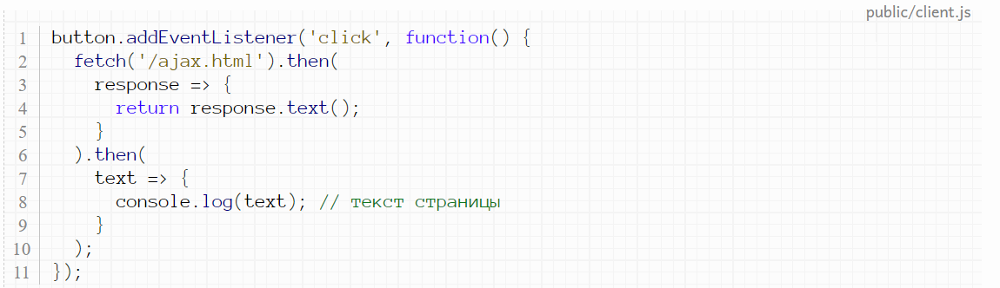 public/client.js
1 button.addEventListener('click', function() {
2   fetch('/ajax.html').then(
3     response => {
4       return response.text();
5     }
6   ).then(
7     text => {
8       console.log(text); // текст страницы
9     }
10   );
11 });